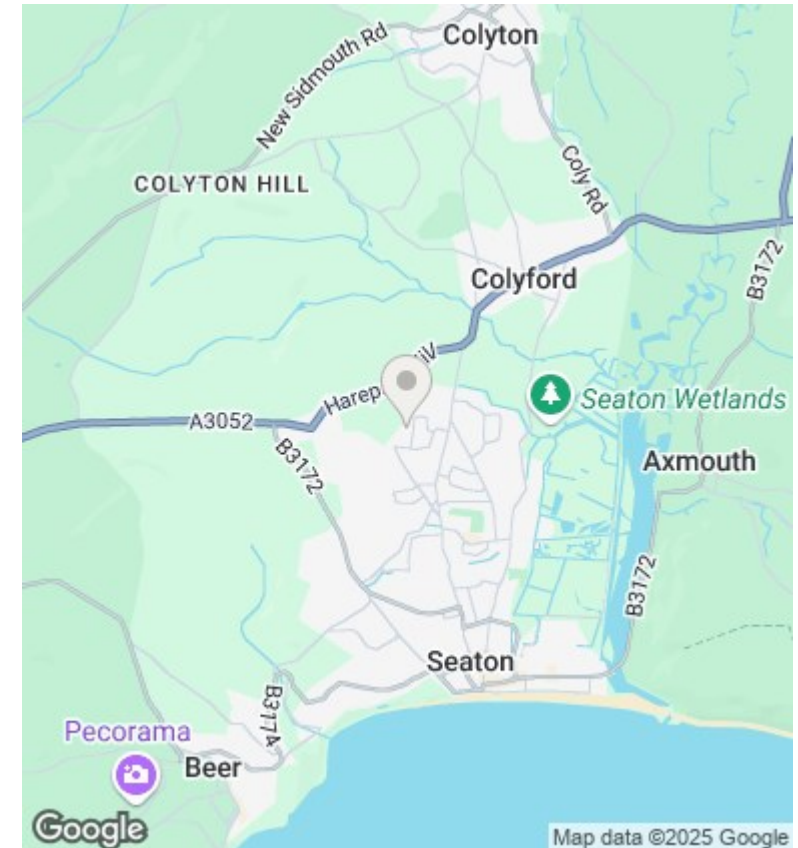 Colyton
New Sidmouth Rd
COLYTON HILL
Coly Rd
Colyford
B3172
Seaton Wetlands
A3052
B3172
Axmouth
B3172
Seaton
B3174
Pecorama
Beer
Google
Map data ©2025 Google